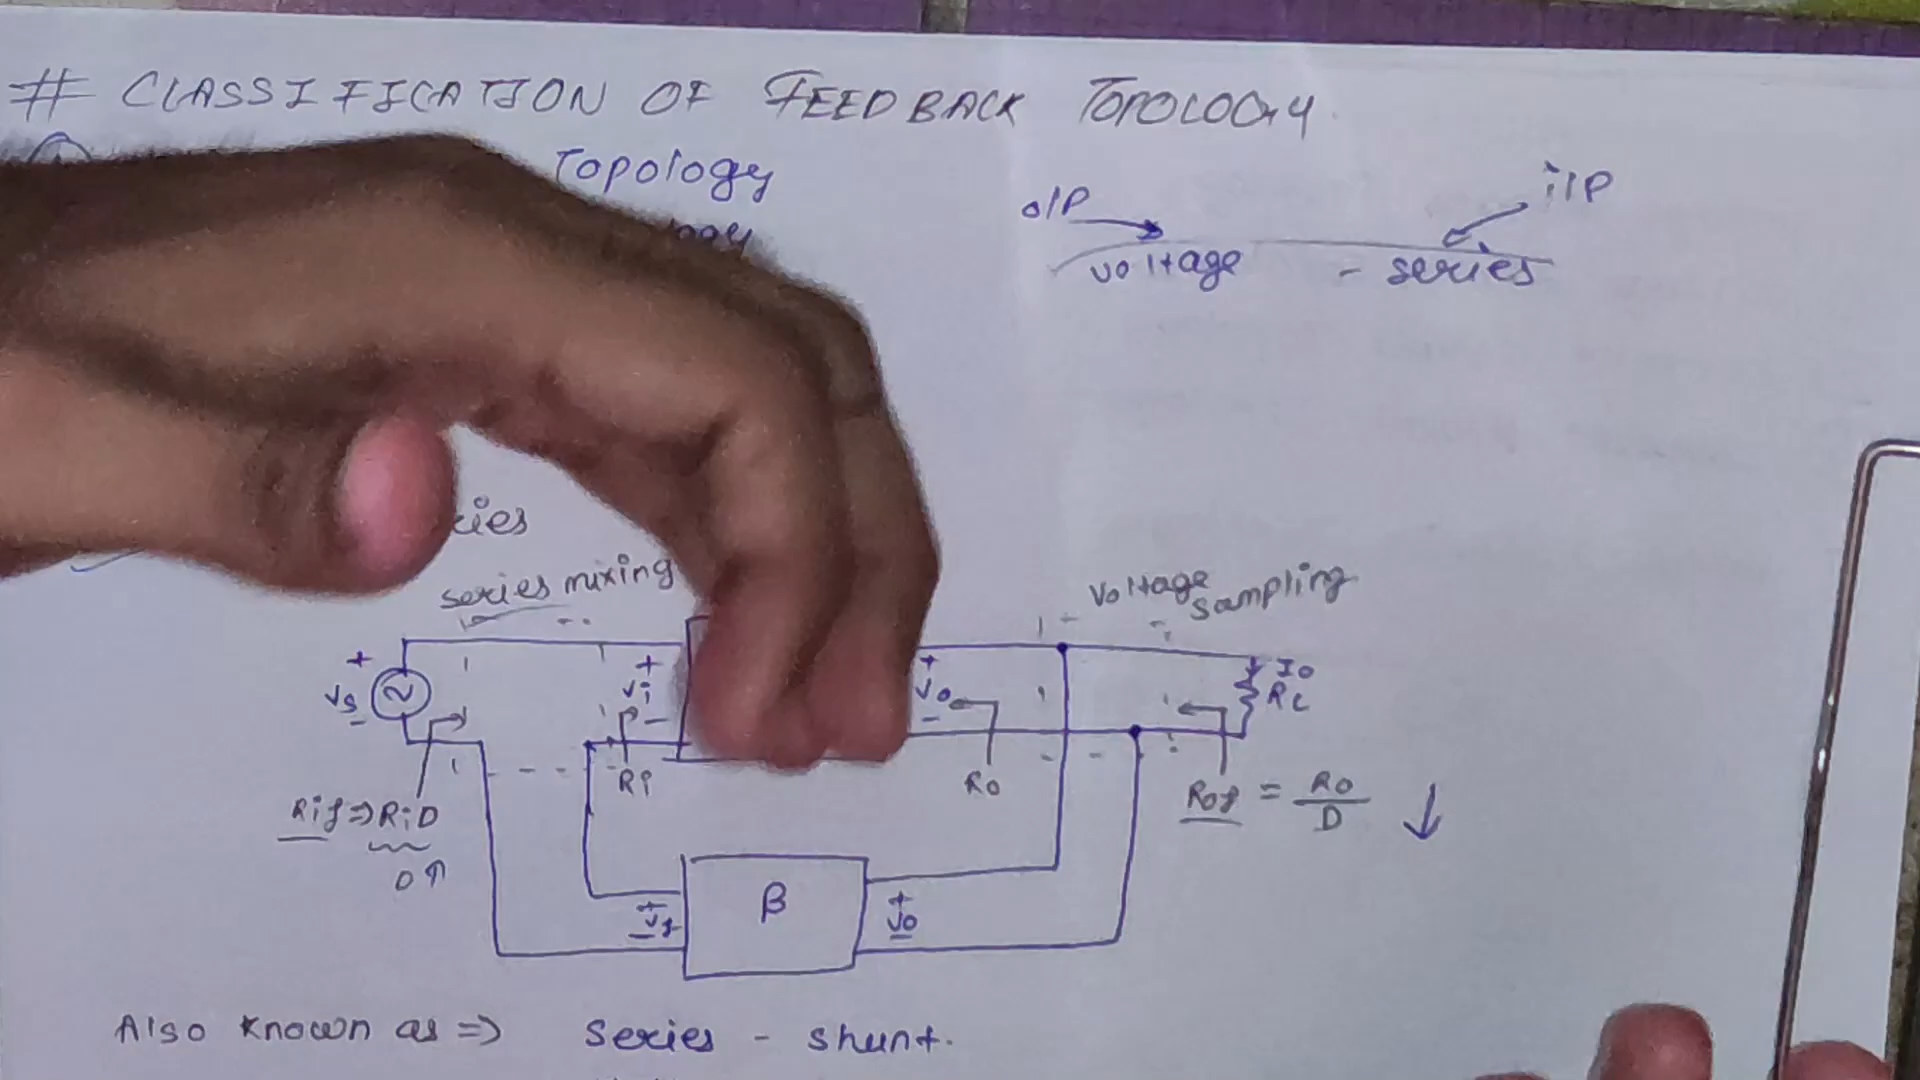 # CLASSIFICATION OF FEEDBACK TOPOLOGY
Topology
o/P
i/P
voltage - series
series mixing
Voltage sampling
+ Vs -
+ Vi -
+ Vo -
Io
RL
Ri
Ro
Rif => RiD
D↑
Rof = Ro/D ↓
β
+ Vf -
+ Vo -
Also known as => Series - shunt.